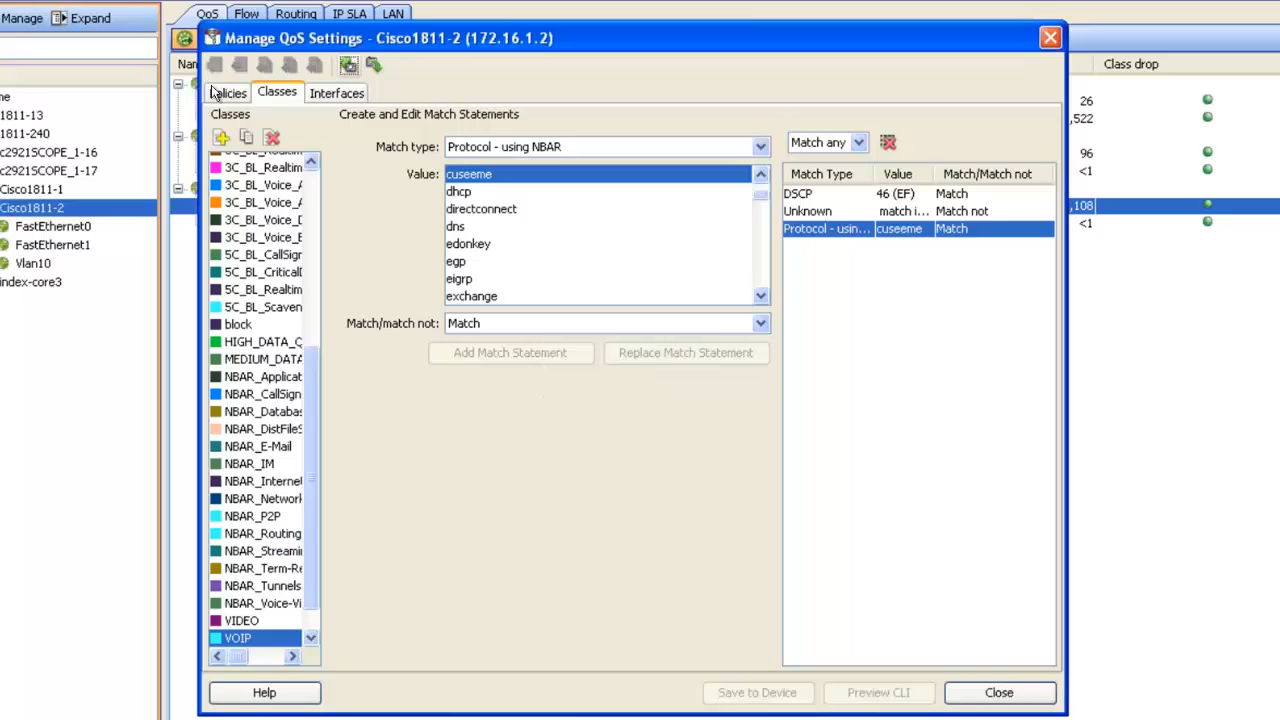 Manage Expand
QoS Flow Routing IP SLA LAN
Manage QoS Settings - Cisco1811-2 (172.16.1.2)
Nan
Class drop
Policies Classes Interfaces
Classes
Create and Edit Match Statements
me
1811-13
1811-240
c2921SCOPE_1-16
c2921SCOPE_1-17
Cisco1811-1
Cisco1811-2
FastEthernet0
FastEthernet1
Vlan10
index-core3
3C_BL_Realtim
3C_BL_Voice_A
3C_BL_Voice_A
3C_BL_Voice_D
3C_BL_Voice_E
5C_BL_CallSign
5C_BL_CriticalD
5C_BL_Realtim
5C_BL_Scaven
block
HIGH_DATA_Q
MEDIUM_DATA
NBAR_Applicat
NBAR_CallSign
NBAR_Databas
NBAR_DistFileS
NBAR_E-Mail
NBAR_IM
NBAR_Internet
NBAR_Network
NBAR_P2P
NBAR_Routing
NBAR_Streami
NBAR_Term-Re
NBAR_Tunnels
NBAR_Voice-Vi
VIDEO
VOIP
Match type: Protocol - using NBAR
Value: cuseeme
dhcp
directconnect
dns
edonkey
egp
eigrp
exchange
Match/match not: Match
Add Match Statement Replace Match Statement
Match any
Match Type Value Match/Match not
DSCP 46 (EF) Match
Unknown match i... Match not
Protocol - usin... cuseeme Match
26
,522
96
<1
,108
<1
Help Save to Device Preview CLI Close